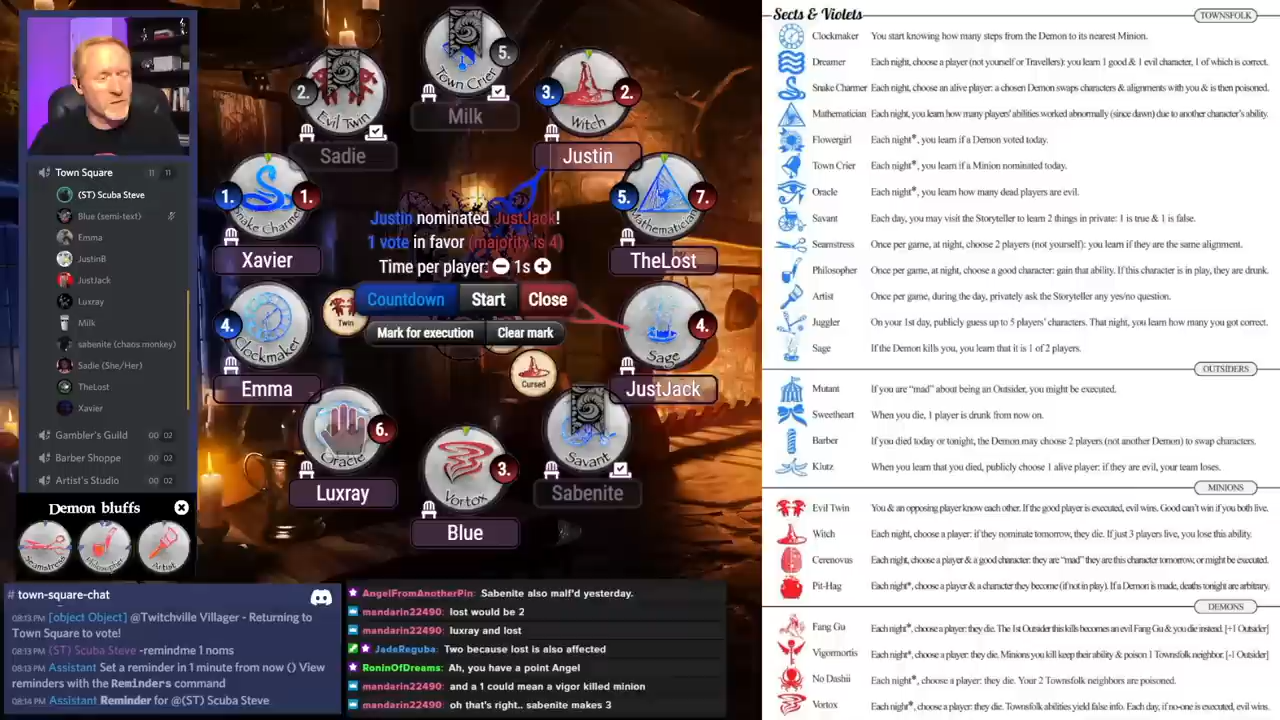 Town Square 11 11
(ST) Scuba Steve
Blue (semi-text)
Emma
JustinB
JustJack
Luxray
Milk
sabenite (chaos monkey)
Sadie (She/Her)
TheLost
Xavier
Gambler's Guild 00 02
Barber Shoppe 00 02
Artist's Studio 00 02
Demon bluffs
Seamstress
Philosopher
Artist
# town-square-chat
08:13 PM [object Object] @Twitchville Villager - Returning to
Town Square to vote!
08:13 PM (ST) Scuba Steve -remindme 1 noms
08:13 PM Assistant Set a reminder in 1 minute from now () View
reminders with the Reminders command
08:14 PM Assistant Reminder for @(ST) Scuba Steve
2.
Evil Twin
Sadie
5.
Town Crier
Milk
3.
2.
Witch
Justin
1.
1.
Snake Charmer
Xavier
5.
7.
Mathematician
TheLost
Justin nominated JustJack!
1 vote in favor (majority is 4)
Time per player: 1s
Countdown Start Close
Mark for execution Clear mark
4.
Clockmaker
Emma
Twin
4.
Sage
JustJack
Cursed
6.
Oracle
Luxray
3.
Vortox
Blue
Savant
Sabenite
AngelFromAnotherPin: Sabenite also malf'd yesterday.
mandarin22490: lost would be 2
mandarin22490: luxray and lost
JadeReguba: Two because lost is also affected
RoninOfDreams: Ah, you have a point Angel
mandarin22490: and a 1 could mean a vigor killed minion
mandarin22490: oh that's right.. sabenite makes 3
Sects & Violets
TOWNSFOLK
Clockmaker You start knowing how many steps from the Demon to its nearest Minion.
Dreamer Each night, choose a player (not yourself or Travellers): you learn 1 good & 1 evil character, 1 of which is correct.
Snake Charmer Each night, choose an alive player: a chosen Demon swaps characters & alignments with you & is then poisoned.
Mathematician Each night, you learn how many players' abilities worked abnormally (since dawn) due to another character's ability.
Flowergirl Each night*, you learn if a Demon voted today.
Town Crier Each night*, you learn if a Minion nominated today.
Oracle Each night*, you learn how many dead players are evil.
Savant Each day, you may visit the Storyteller to learn 2 things in private: 1 is true & 1 is false.
Seamstress Once per game, at night, choose 2 players (not yourself): you learn if they are the same alignment.
Philosopher Once per game, at night, choose a good character: gain that ability. If this character is in play, they are drunk.
Artist Once per game, during the day, privately ask the Storyteller any yes/no question.
Juggler On your 1st day, publicly guess up to 5 players' characters. That night, you learn how many you got correct.
Sage If the Demon kills you, you learn that it is 1 of 2 players.
OUTSIDERS
Mutant If you are "mad" about being an Outsider, you might be executed.
Sweetheart When you die, 1 player is drunk from now on.
Barber If you died today or tonight, the Demon may choose 2 players (not another Demon) to swap characters.
Klutz When you learn that you died, publicly choose 1 alive player: if they are evil, your team loses.
MINIONS
Evil Twin You & an opposing player know each other. If the good player is executed, evil wins. Good can't win if you both live.
Witch Each night, choose a player: if they nominate tomorrow, they die. If just 3 players live, you lose this ability.
Cerenovus Each night, choose a player & a good character: they are "mad" they are this character tomorrow, or might be executed.
Pit-Hag Each night*, choose a player & a character they become (if not in play). If a Demon is made, deaths tonight are arbitrary.
DEMONS
Fang Gu Each night*, choose a player: they die. The 1st Outsider this kills becomes an evil Fang Gu & you die instead. [+1 Outsider]
Vigormortis Each night*, choose a player: they die. Minions you kill keep their ability & poison 1 Townsfolk neighbor. [-1 Outsider]
No Dashii Each night*, choose a player: they die. Your 2 Townsfolk neighbors are poisoned.
Vortox Each night*, choose a player: they die. Townsfolk abilities yield false info. Each day, if no-one is executed, evil wins.